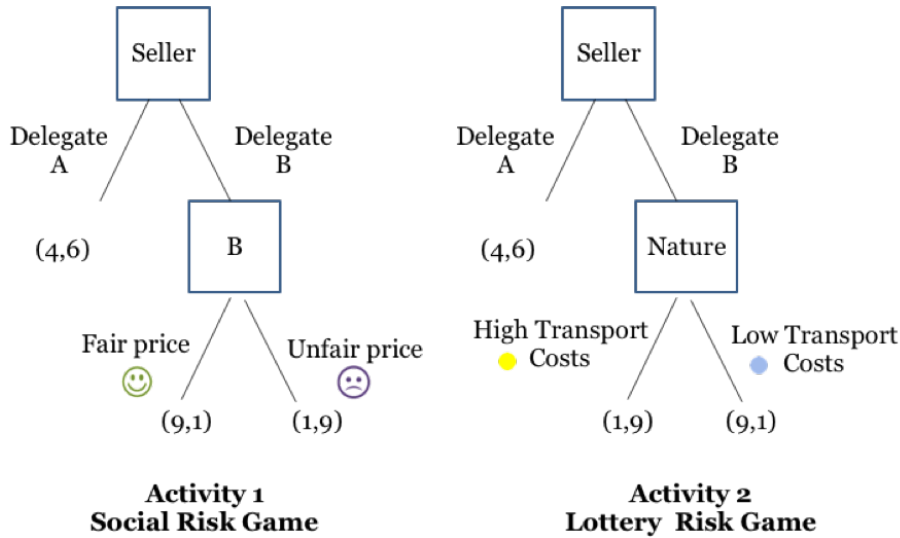 Seller
Delegate
A
Delegate
B
(4,6)
B
Fair price
Unfair price
(9,1)
(1,9)
Activity 1
Social Risk Game
Seller
Delegate
A
Delegate
B
(4,6)
Nature
High Transport
Costs
Low Transport
Costs
(1,9)
(9,1)
Activity 2
Lottery Risk Game